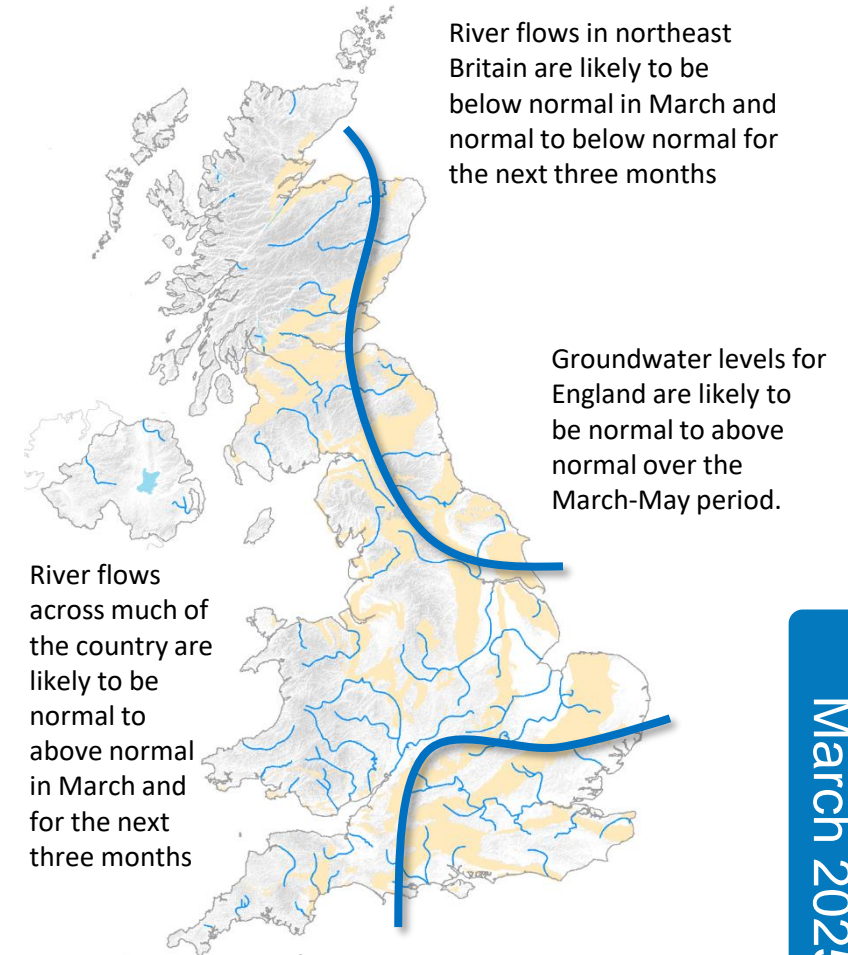 River flows in northeast
Britain are likely to be
below normal in March and
normal to below normal for
the next three months
Groundwater levels for
England are likely to
be normal to above
normal over the
March-May period.
River flows
across much of
the country are
likely to be
normal to
above normal
in March and
for the next
three months
March 2025